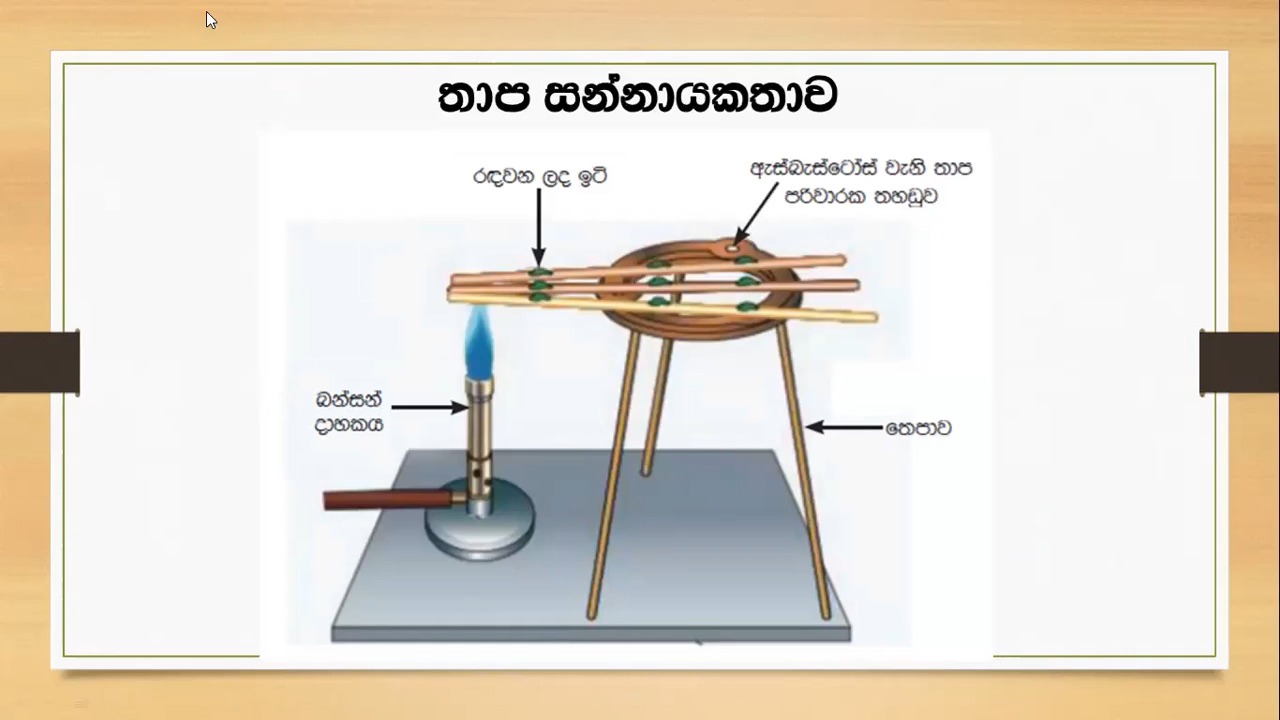 තාප සන්නායකතාව
රඳවන ලද ඉටි
ඇස්බැස්ටෝස් වැනි තාප
පරිවාරක තහඩුව
බන්සන්
දාහකය
තෙපාව